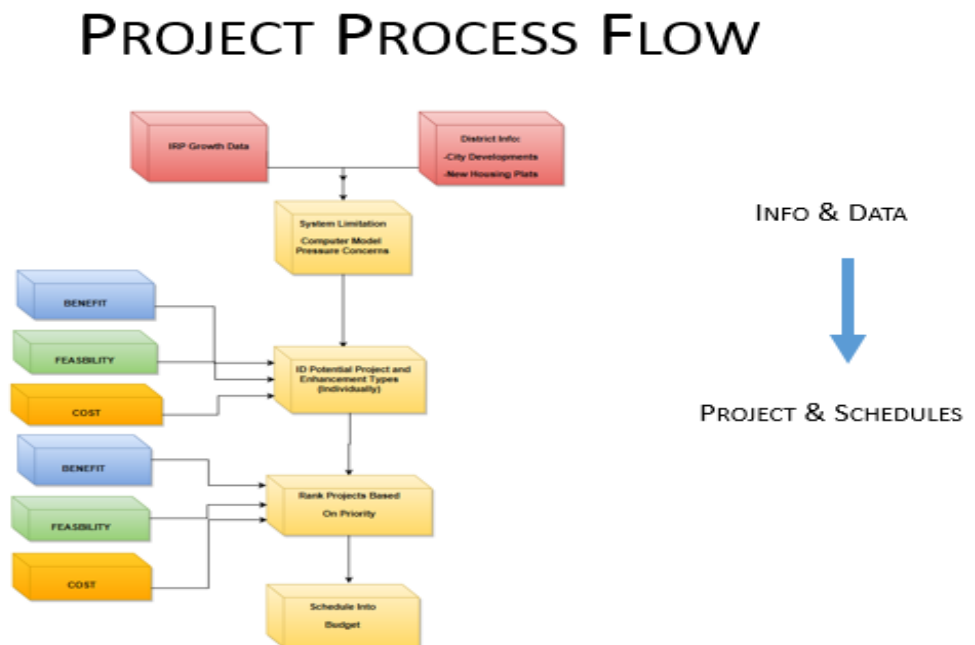 PROJECT PROCESS FLOW
IRP Growth Data
District Info:
-City Developments
-New Housing Plats
System Limitation
Computer Model
Pressure Concerns
BENEFIT
FEASBILITY
COST
ID Potential Project and
Enhancement Types
(Individually)
BENEFIT
FEASBILITY
COST
Rank Projects Based
On Priority
Schedule Into
Budget
INFO & DATA
PROJECT & SCHEDULES